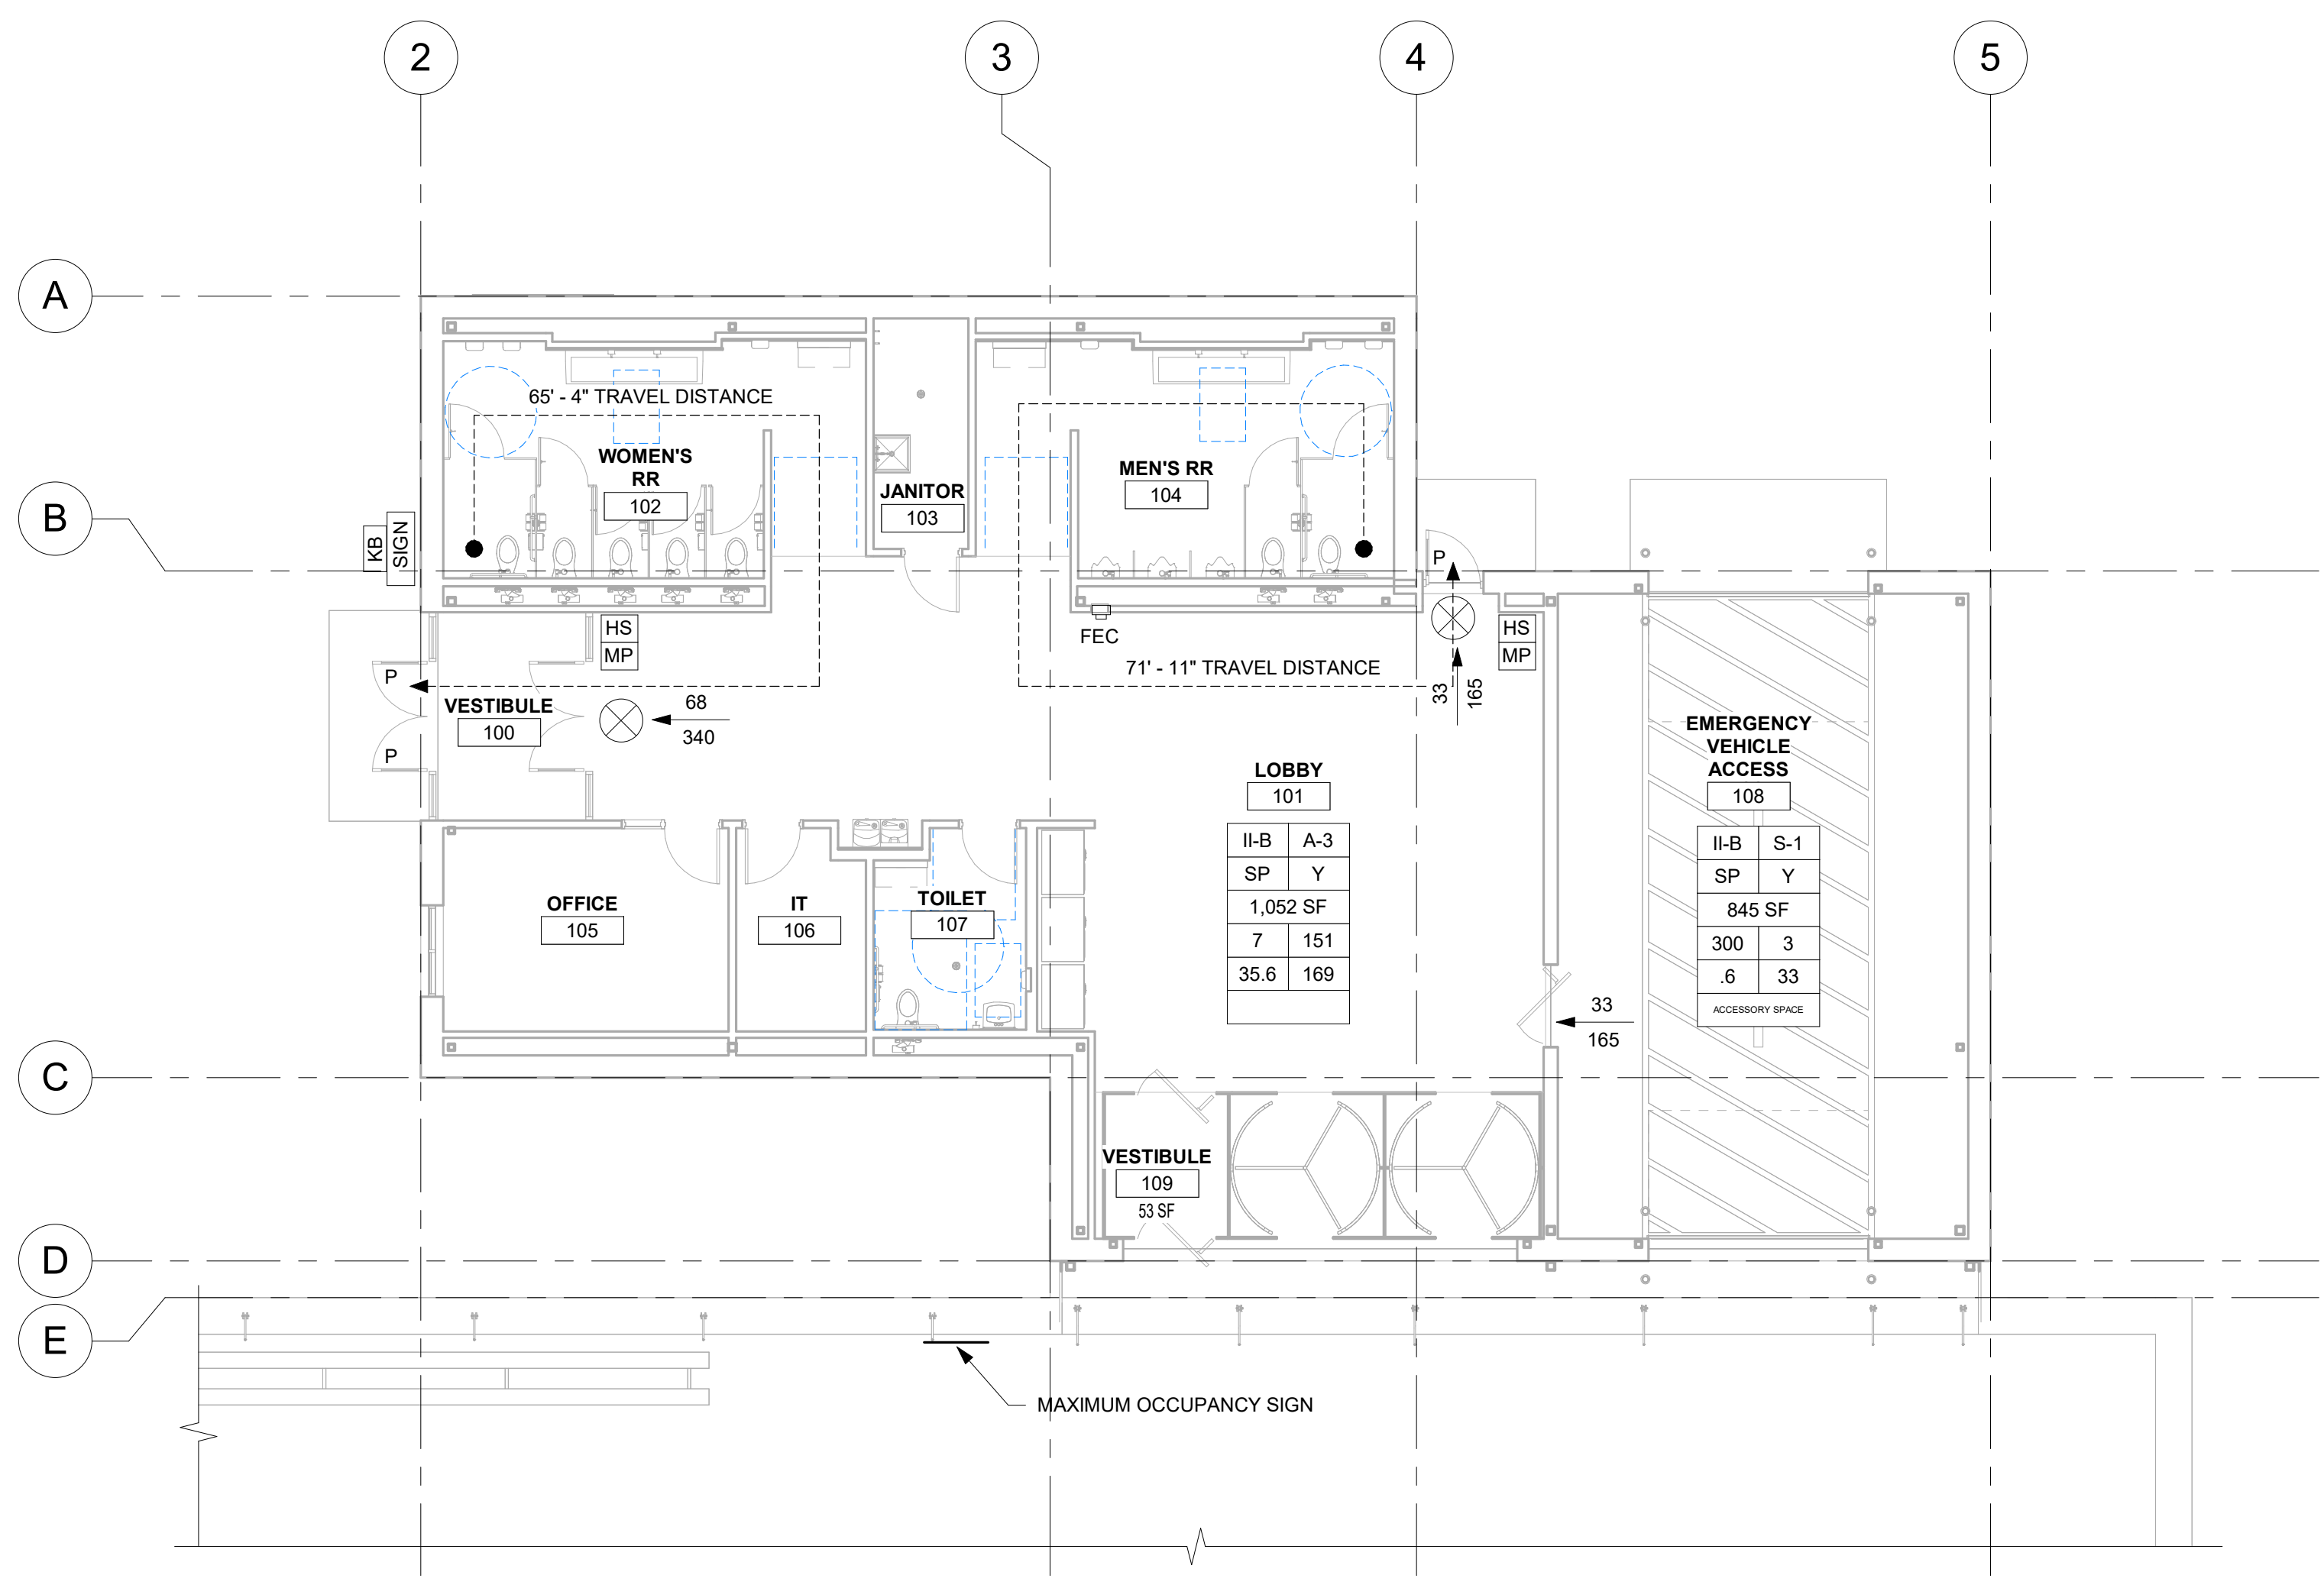 2
3
4
5
A
B
C
D
E
65' - 4" TRAVEL DISTANCE
WOMEN'S
RR
102
JANITOR
103
MEN'S RR
104
KB
SIGN
P
HS
MP
FEC
HS
MP
71' - 11" TRAVEL DISTANCE
33
165
P
VESTIBULE
100
P
68
340
LOBBY
101
II-B A-3
SP Y
1,052 SF
7 151
35.6 169
EMERGENCY
VEHICLE
ACCESS
108
II-B S-1
SP Y
845 SF
300 3
.6 33
ACCESSORY SPACE
OFFICE
105
IT
106
TOILET
107
33
165
VESTIBULE
109
53 SF
MAXIMUM OCCUPANCY SIGN